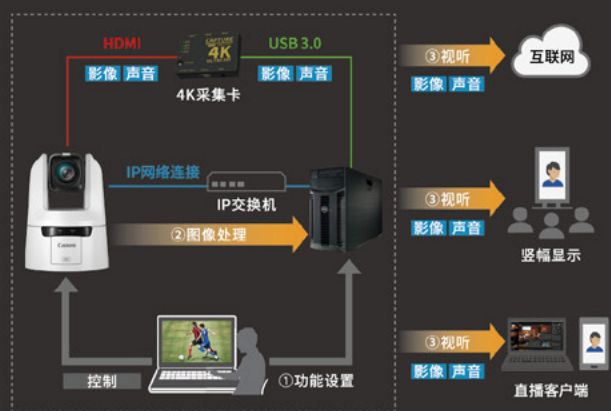 HDMI
USB 3.0
CAPTURE
4K
影像 声音
影像 声音
4K采集卡
③视听
影像 声音
互联网
IP网络连接
IP交换机
②图像处理
Canon
③视听
影像 声音
竖幅显示
控制
①功能设置
③视听
影像 声音
直播客户端